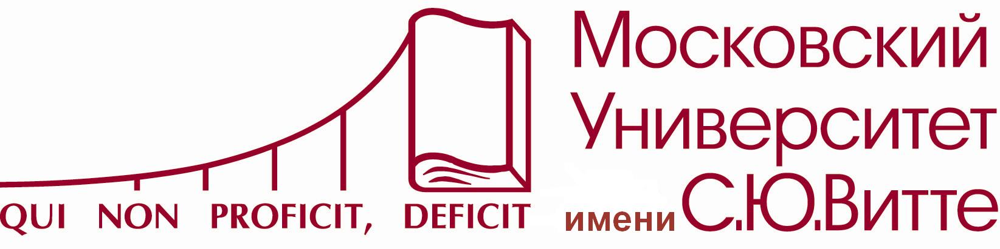 QUI NON PROFICIT, DEFICIT
Московский
Университет
имени С.Ю.Витте